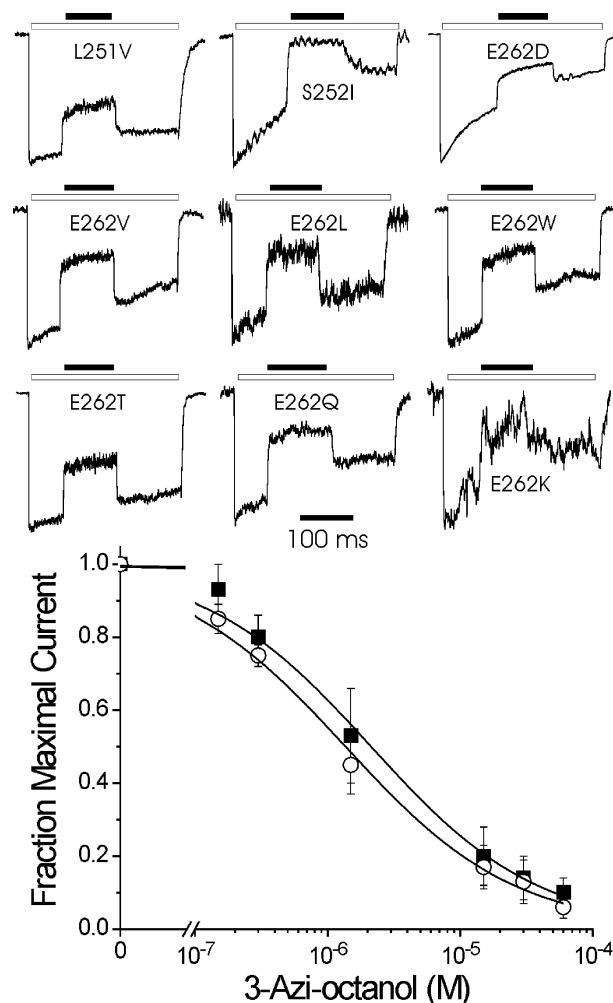 L251V S252I E262D
E262V E262L E262W
E262T E262Q E262K
100 ms
Fraction Maximal Current
1.0
0.8
0.6
0.4
0.2
0.0
0 10⁻⁷ 10⁻⁶ 10⁻⁵ 10⁻⁴
3-Azi-octanol (M)